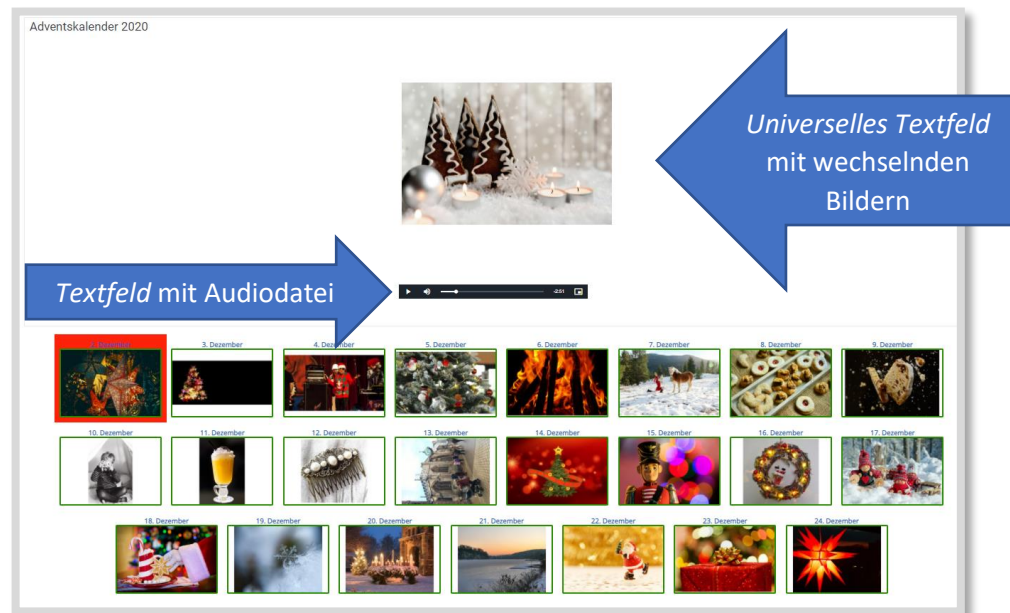 Adventskalender 2020
Universelles Textfeld
mit wechselnden
Bildern
Textfeld mit Audiodatei
-2:51
2. Dezember
3. Dezember
4. Dezember
5. Dezember
6. Dezember
7. Dezember
8. Dezember
9. Dezember
10. Dezember
11. Dezember
12. Dezember
13. Dezember
14. Dezember
15. Dezember
16. Dezember
17. Dezember
18. Dezember
19. Dezember
20. Dezember
21. Dezember
22. Dezember
23. Dezember
24. Dezember